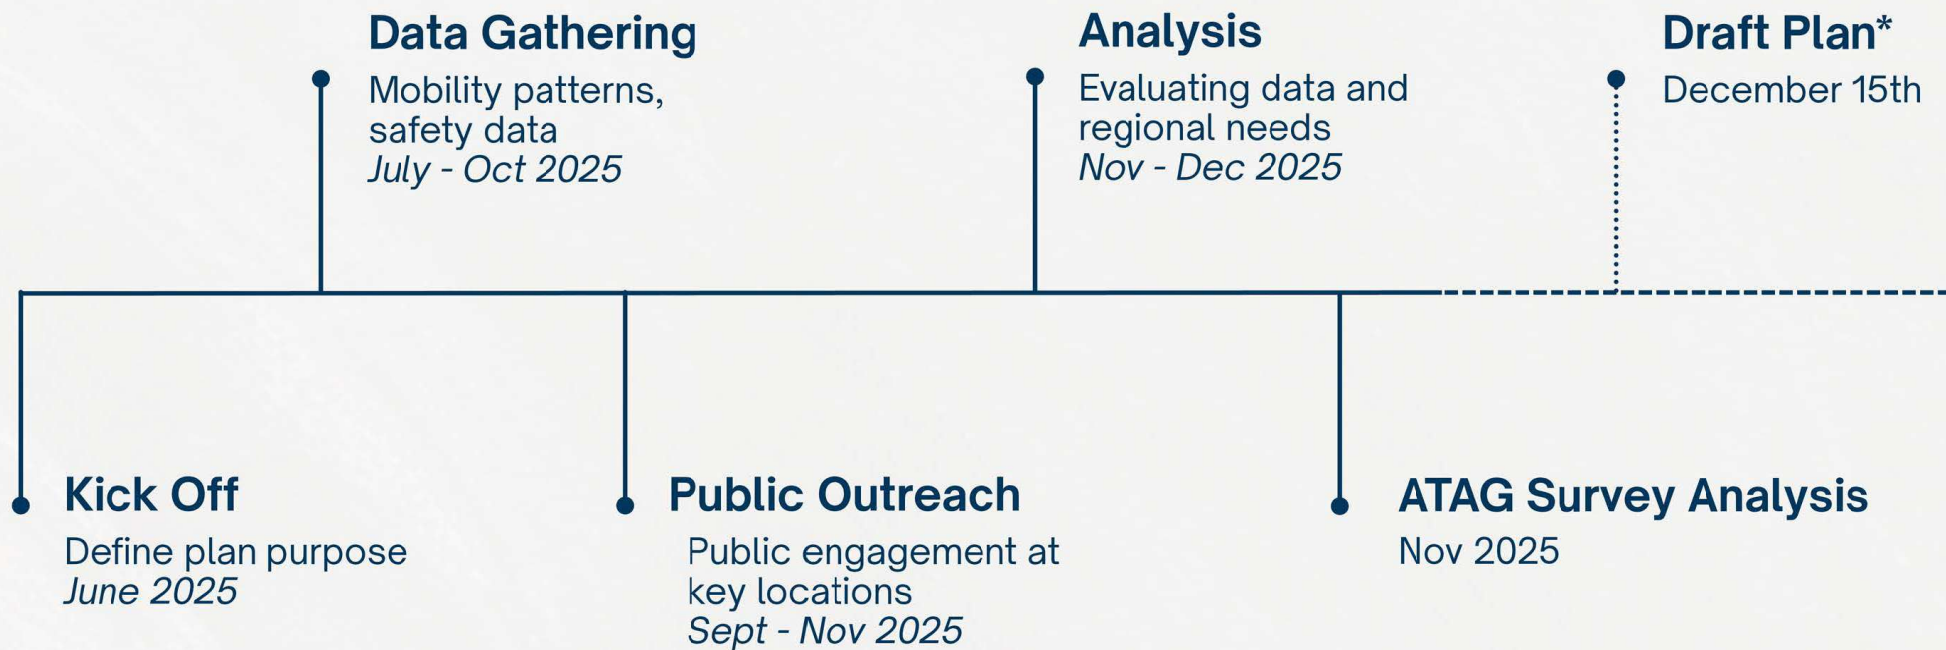 Data Gathering
Mobility patterns,
safety data
July - Oct 2025
Analysis
Evaluating data and
regional needs
Nov - Dec 2025
Draft Plan*
December 15th
Kick Off
Define plan purpose
June 2025
Public Outreach
Public engagement at
key locations
Sept - Nov 2025
ATAG Survey Analysis
Nov 2025